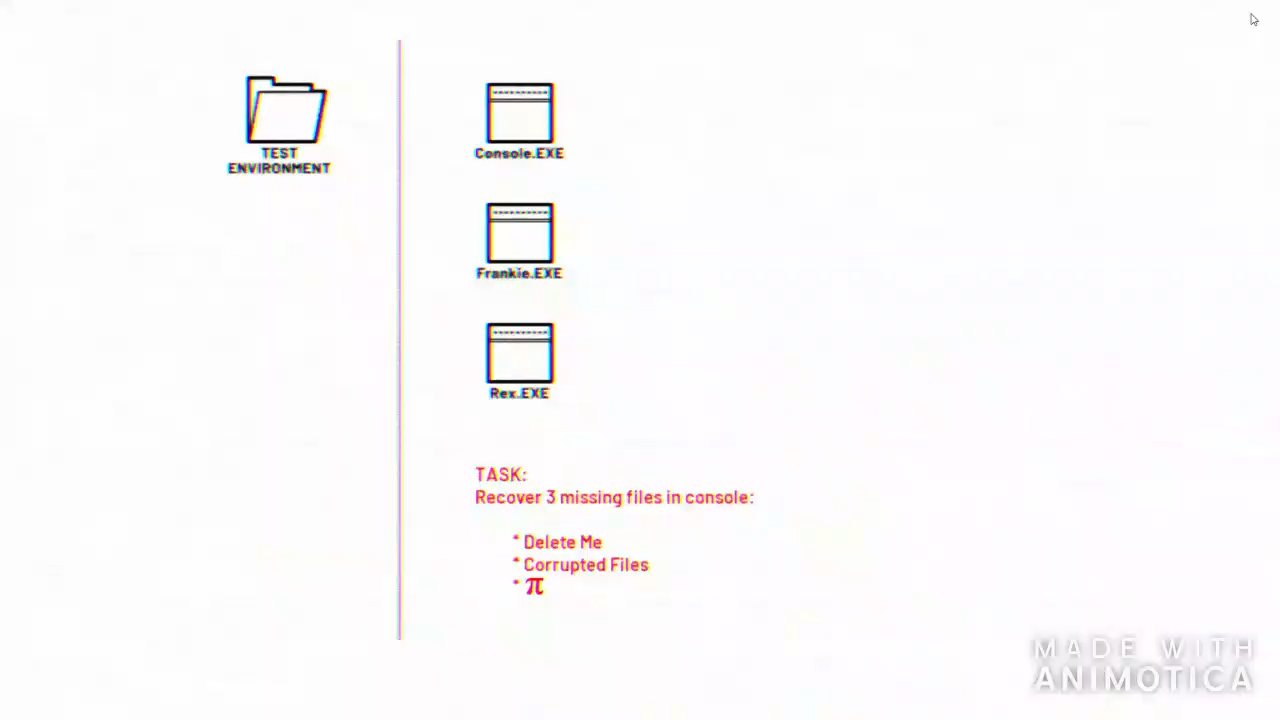 TEST
ENVIRONMENT
Console.EXE
Frankie.EXE
Rex.EXE
TASK:
Recover 3 missing files in console:
* Delete Me
* Corrupted Files
* π
MADE WITH
ANIMOTICA